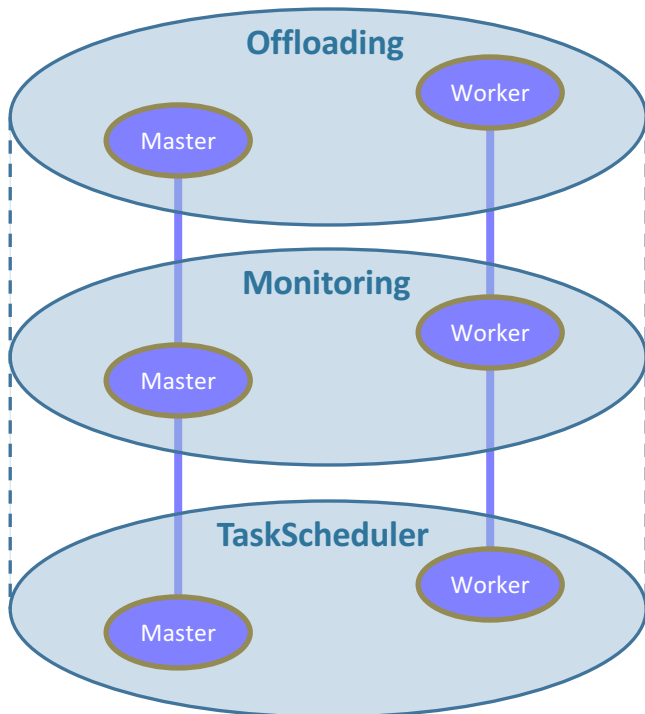 Offloading
Worker
Master
Monitoring
Worker
Master
TaskScheduler
Worker
Master